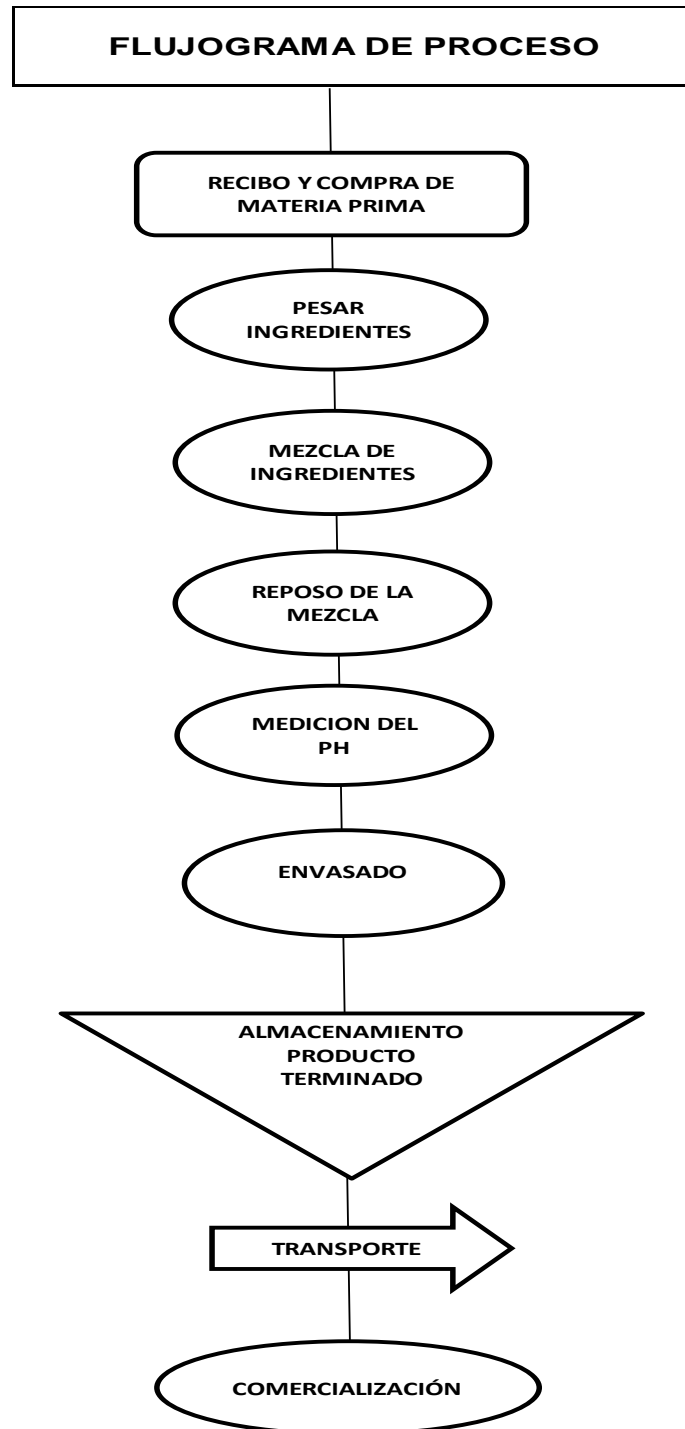 FLUJOGRAMA DE PROCESO
RECIBO Y COMPRA DE
MATERIA PRIMA
PESAR
INGREDIENTES
MEZCLA DE
INGREDIENTES
REPOSO DE LA
MEZCLA
MEDICION DEL
PH
ENVASADO
ALMACENAMIENTO
PRODUCTO
TERMINADO
TRANSPORTE
COMERCIALIZACIÓN